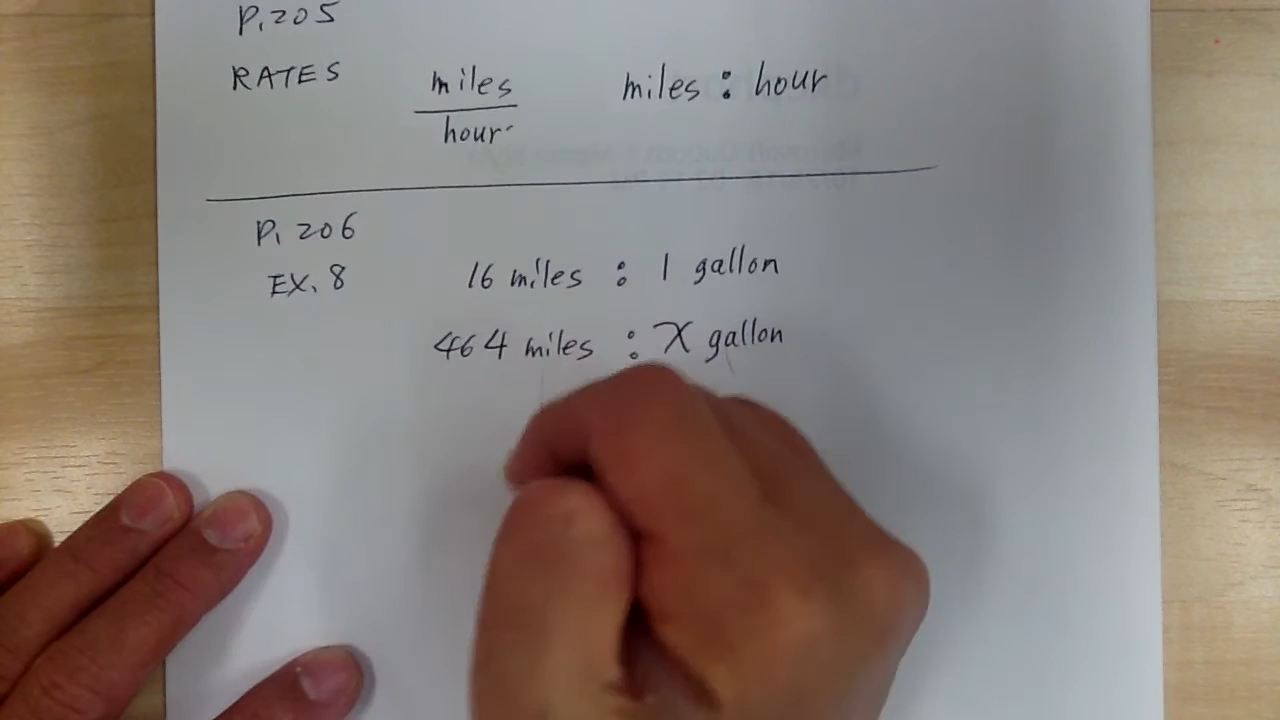 P. 205
RATES miles / hour miles : hour
P. 206
EX. 8 16 miles : 1 gallon
464 miles : X gallon